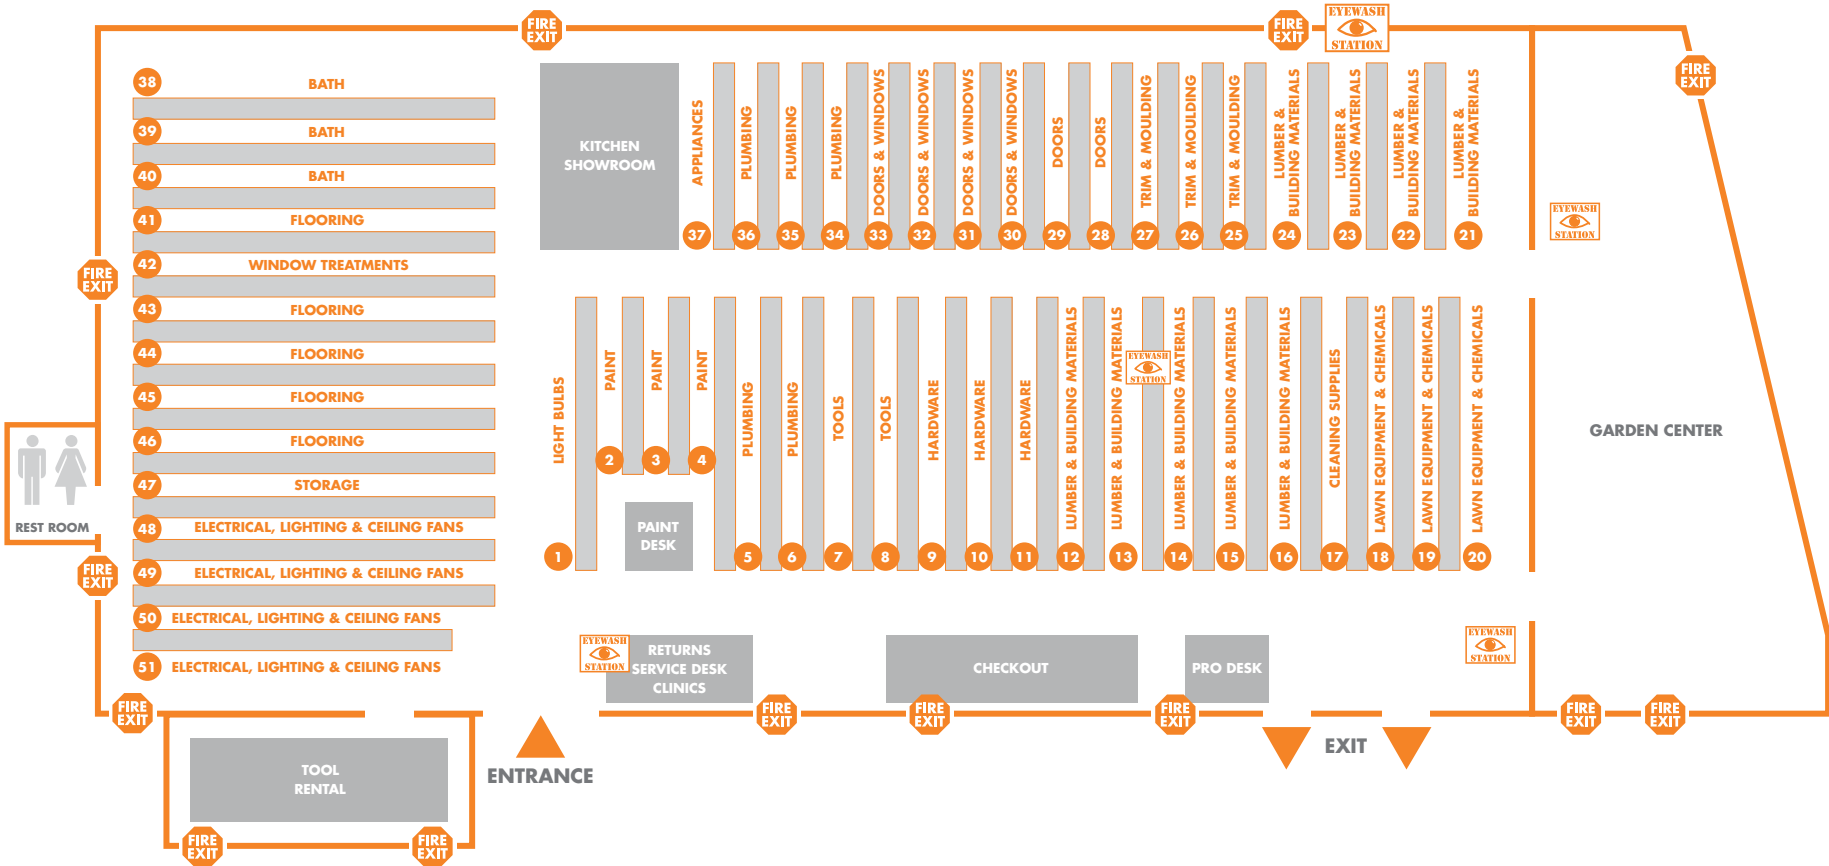 FIRE
EXIT
FIRE
EXIT
EYEWASH
STATION
FIRE
EXIT
38
BATH
39
BATH
40
BATH
41
FLOORING
42
WINDOW TREATMENTS
43
FLOORING
44
FLOORING
45
FLOORING
46
FLOORING
47
STORAGE
48
ELECTRICAL, LIGHTING & CEILING FANS
49
ELECTRICAL, LIGHTING & CEILING FANS
50
ELECTRICAL, LIGHTING & CEILING FANS
51
ELECTRICAL, LIGHTING & CEILING FANS
FIRE
EXIT
REST ROOM
FIRE
EXIT
KITCHEN
SHOWROOM
APPLIANCES
37
PLUMBING
36
PLUMBING
35
PLUMBING
34
DOORS & WINDOWS
33
DOORS & WINDOWS
32
DOORS & WINDOWS
31
DOORS & WINDOWS
30
DOORS
29
DOORS
28
TRIM & MOULDING
27
TRIM & MOULDING
26
TRIM & MOULDING
25
LUMBER &
BUILDING MATERIALS
24
LUMBER &
BUILDING MATERIALS
23
LUMBER &
BUILDING MATERIALS
22
LUMBER &
BUILDING MATERIALS
21
EYEWASH
STATION
LIGHT BULBS
1
PAINT
2
PAINT
3
PAINT
4
PAINT
DESK
PLUMBING
5
PLUMBING
6
TOOLS
7
TOOLS
8
HARDWARE
9
HARDWARE
10
HARDWARE
11
LUMBER & BUILDING MATERIALS
12
LUMBER & BUILDING MATERIALS
13
EYEWASH
STATION
LUMBER & BUILDING MATERIALS
14
LUMBER & BUILDING MATERIALS
15
LUMBER & BUILDING MATERIALS
16
CLEANING SUPPLIES
17
LAWN EQUIPMENT & CHEMICALS
18
LAWN EQUIPMENT & CHEMICALS
19
LAWN EQUIPMENT & CHEMICALS
20
GARDEN CENTER
EYEWASH
STATION
RETURNS
SERVICE DESK
CLINICS
CHECKOUT
PRO DESK
EYEWASH
STATION
FIRE
EXIT
FIRE
EXIT
FIRE
EXIT
FIRE
EXIT
FIRE
EXIT
FIRE
EXIT
ENTRANCE
EXIT
TOOL
RENTAL
FIRE
EXIT
FIRE
EXIT